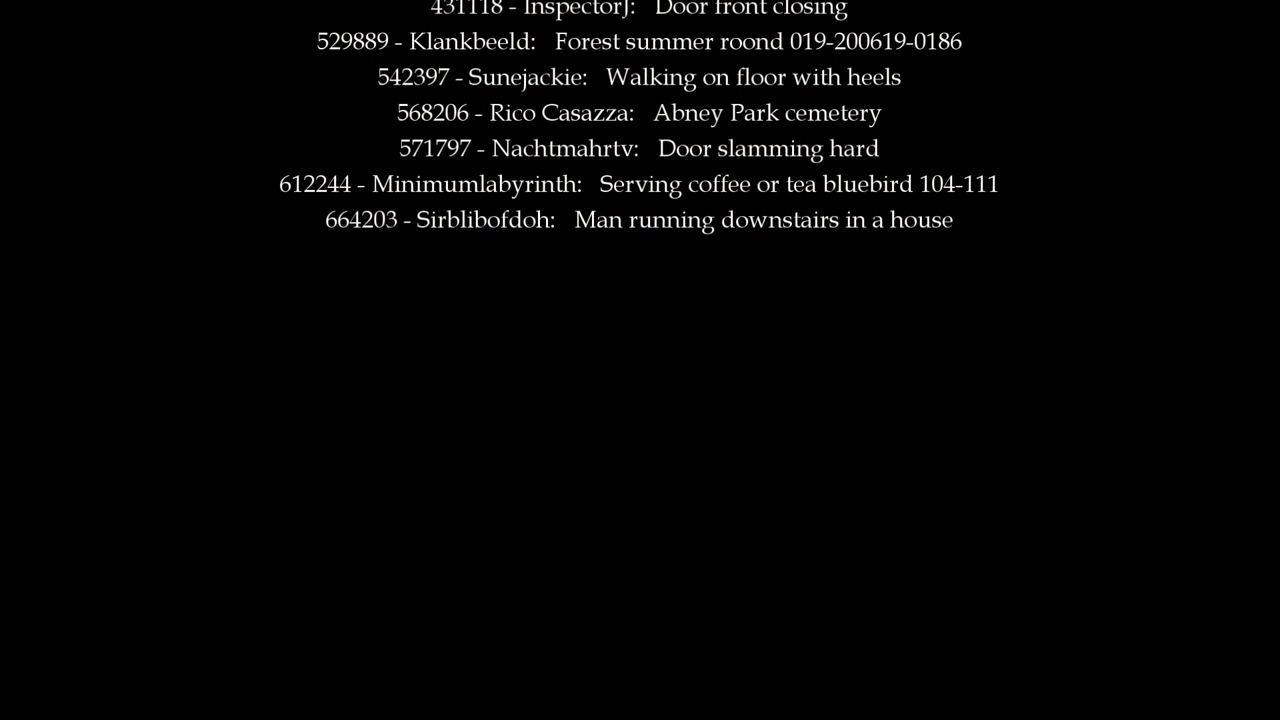 431118 - InspectorJ: Door front closing
529889 - Klankbeeld: Forest summer roond 019-200619-0186
542397 - Sunejackie: Walking on floor with heels
568206 - Rico Casazza: Abney Park cemetery
571797 - Nachtmahrtv: Door slamming hard
612244 - Minimumlabyrinth: Serving coffee or tea bluebird 104-111
664203 - Sirblibofdoh: Man running downstairs in a house